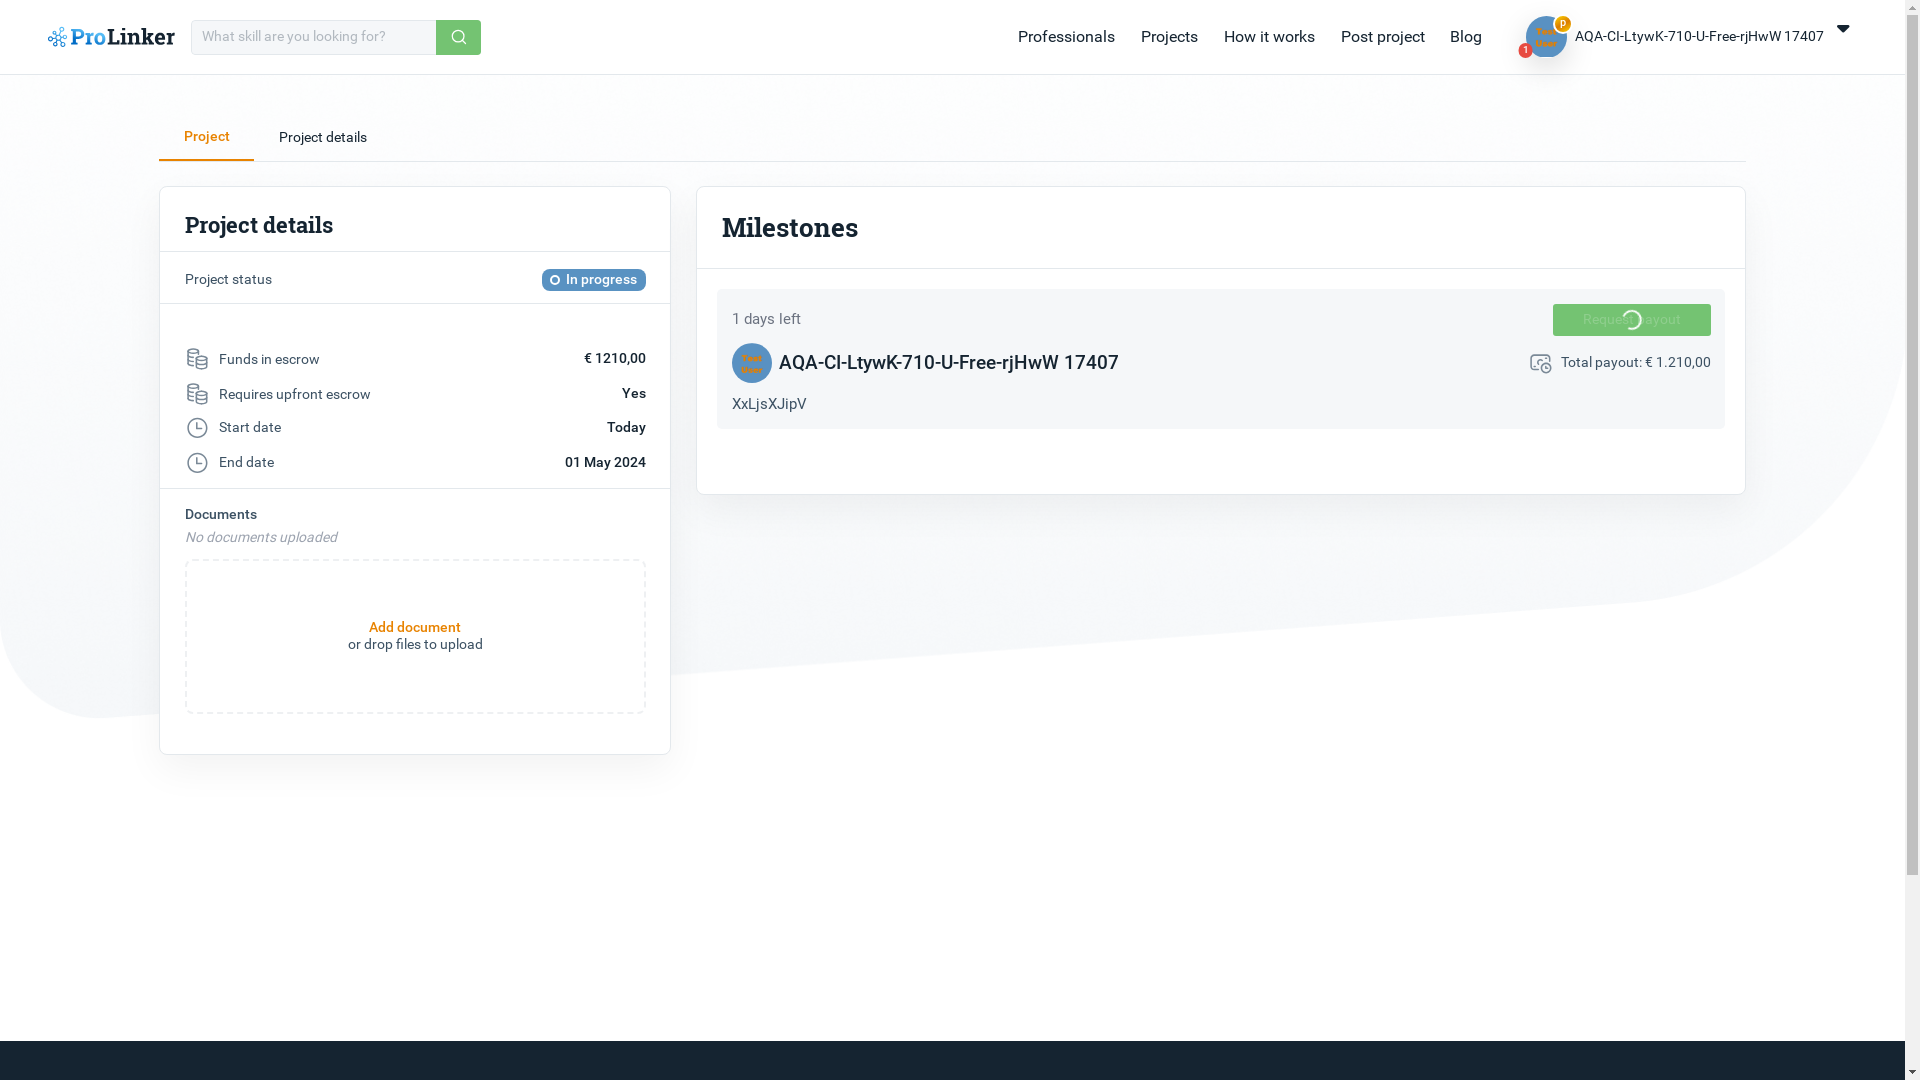 ProLinker
What skill are you looking for?
Professionals
Projects
How it works
Post project
Blog
p
Test
User
1
AQA-CI-LtywK-710-U-Free-rjHwW 17407
Project
Project details
Project details
Project status
In progress
Funds in escrow
€ 1210,00
Requires upfront escrow
Yes
Start date
Today
End date
01 May 2024
Documents
No documents uploaded
Add document
or drop files to upload
Milestones
1 days left
Request payout
Test
User
AQA-CI-LtywK-710-U-Free-rjHwW 17407
Total payout: € 1.210,00
XxLjsXJipV